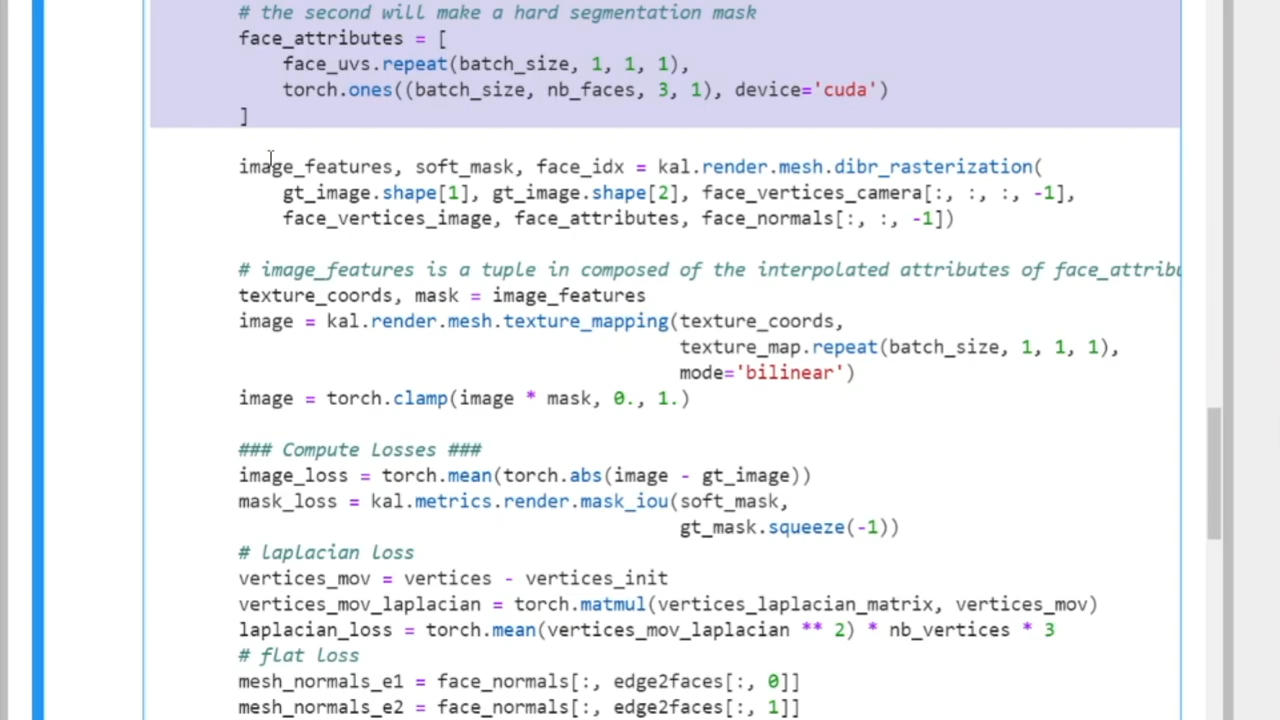 # the second will make a hard segmentation mask
face_attributes = [
    face_uvs.repeat(batch_size, 1, 1, 1),
    torch.ones((batch_size, nb_faces, 3, 1), device='cuda')
]
image_features, soft_mask, face_idx = kal.render.mesh.dibr_rasterization(
    gt_image.shape[1], gt_image.shape[2], face_vertices_camera[:, :, :, -1],
    face_vertices_image, face_attributes, face_normals[:, :, -1])
# image_features is a tuple in composed of the interpolated attributes of face_attribu
texture_coords, mask = image_features
image = kal.render.mesh.texture_mapping(texture_coords,
                                        texture_map.repeat(batch_size, 1, 1, 1),
                                        mode='bilinear')
image = torch.clamp(image * mask, 0., 1.)
### Compute Losses ###
image_loss = torch.mean(torch.abs(image - gt_image))
mask_loss = kal.metrics.render.mask_iou(soft_mask,
                                        gt_mask.squeeze(-1))
# laplacian loss
vertices_mov = vertices - vertices_init
vertices_mov_laplacian = torch.matmul(vertices_laplacian_matrix, vertices_mov)
laplacian_loss = torch.mean(vertices_mov_laplacian ** 2) * nb_vertices * 3
# flat loss
mesh_normals_e1 = face_normals[:, edge2faces[:, 0]]
mesh_normals_e2 = face_normals[:, edge2faces[:, 1]]